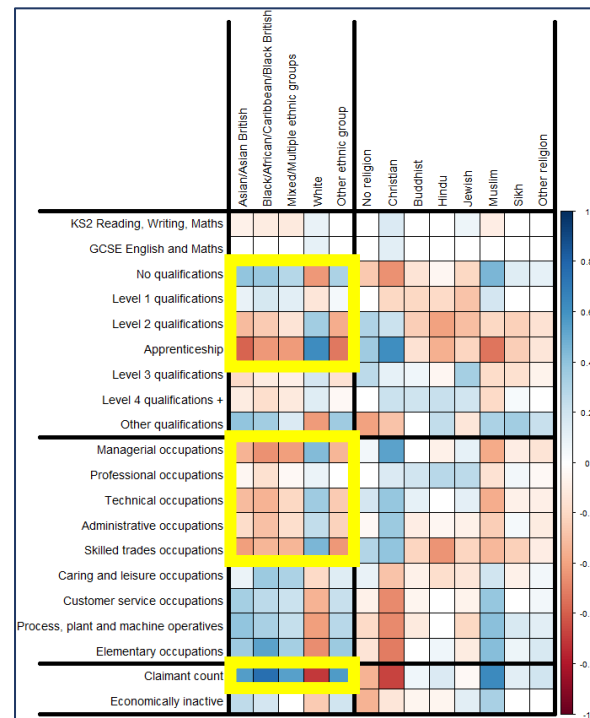 Asian/Asian British
Black/African/Caribbean/Black British
Mixed/Multiple ethnic groups
White
Other ethnic group
No religion
Christian
Buddhist
Hindu
Jewish
Muslim
Sikh
Other religion
KS2 Reading, Writing, Maths
GCSE English and Maths
No qualifications
Level 1 qualifications
Level 2 qualifications
Apprenticeship
Level 3 qualifications
Level 4 qualifications +
Other qualifications
Managerial occupations
Professional occupations
Technical occupations
Administrative occupations
Skilled trades occupations
Caring and leisure occupations
Customer service occupations
Process, plant and machine operatives
Elementary occupations
Claimant count
Economically inactive
1
0.
0.
0.
0.
0
-0.
-0.
-0.
-0.
-1